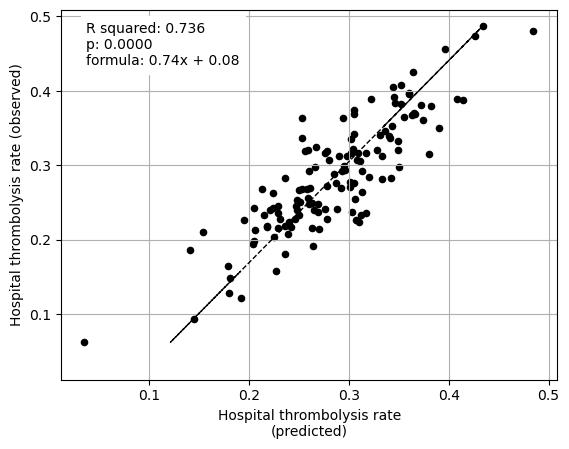 R squared: 0.736
p: 0.0000
formula: 0.74x + 0.08
Hospital thrombolysis rate (observed)
0.5
0.4
0.3
0.2
0.1
0.1 0.2 0.3 0.4 0.5
Hospital thrombolysis rate
(predicted)